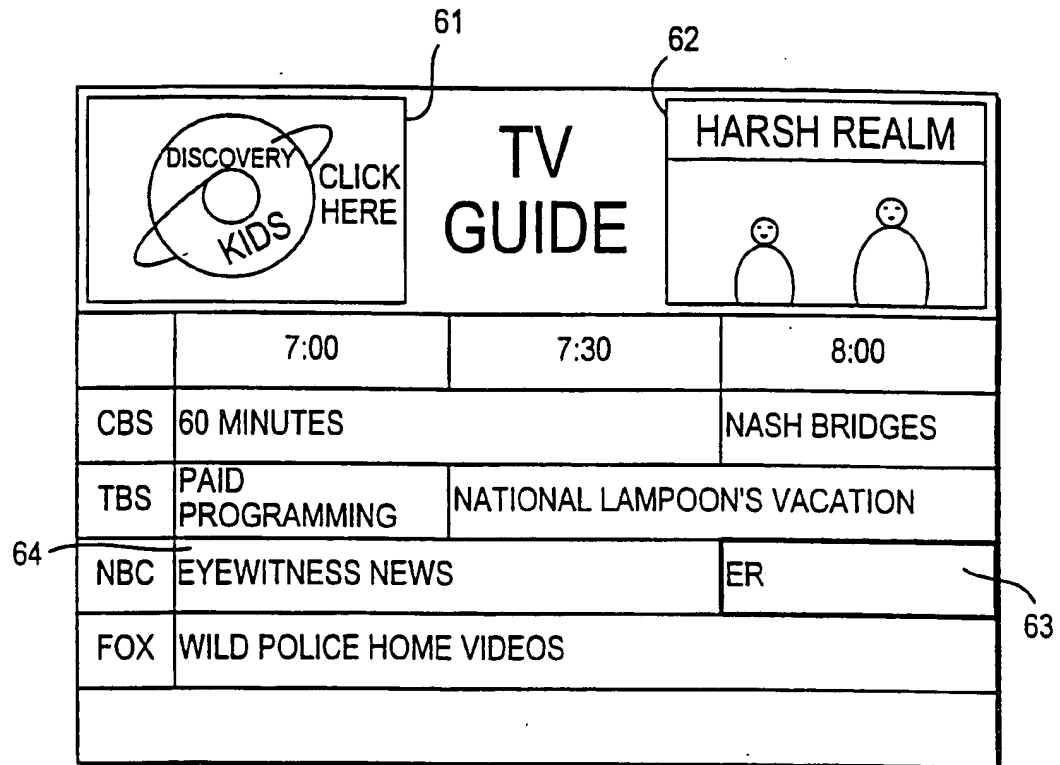 61
62
DISCOVERY
KIDS
CLICK
HERE
TV
GUIDE
HARSH REALM
7:00 7:30 8:00
CBS 60 MINUTES NASH BRIDGES
TBS PAID
PROGRAMMING NATIONAL LAMPOON'S VACATION
64
NBC EYEWITNESS NEWS ER
63
FOX WILD POLICE HOME VIDEOS